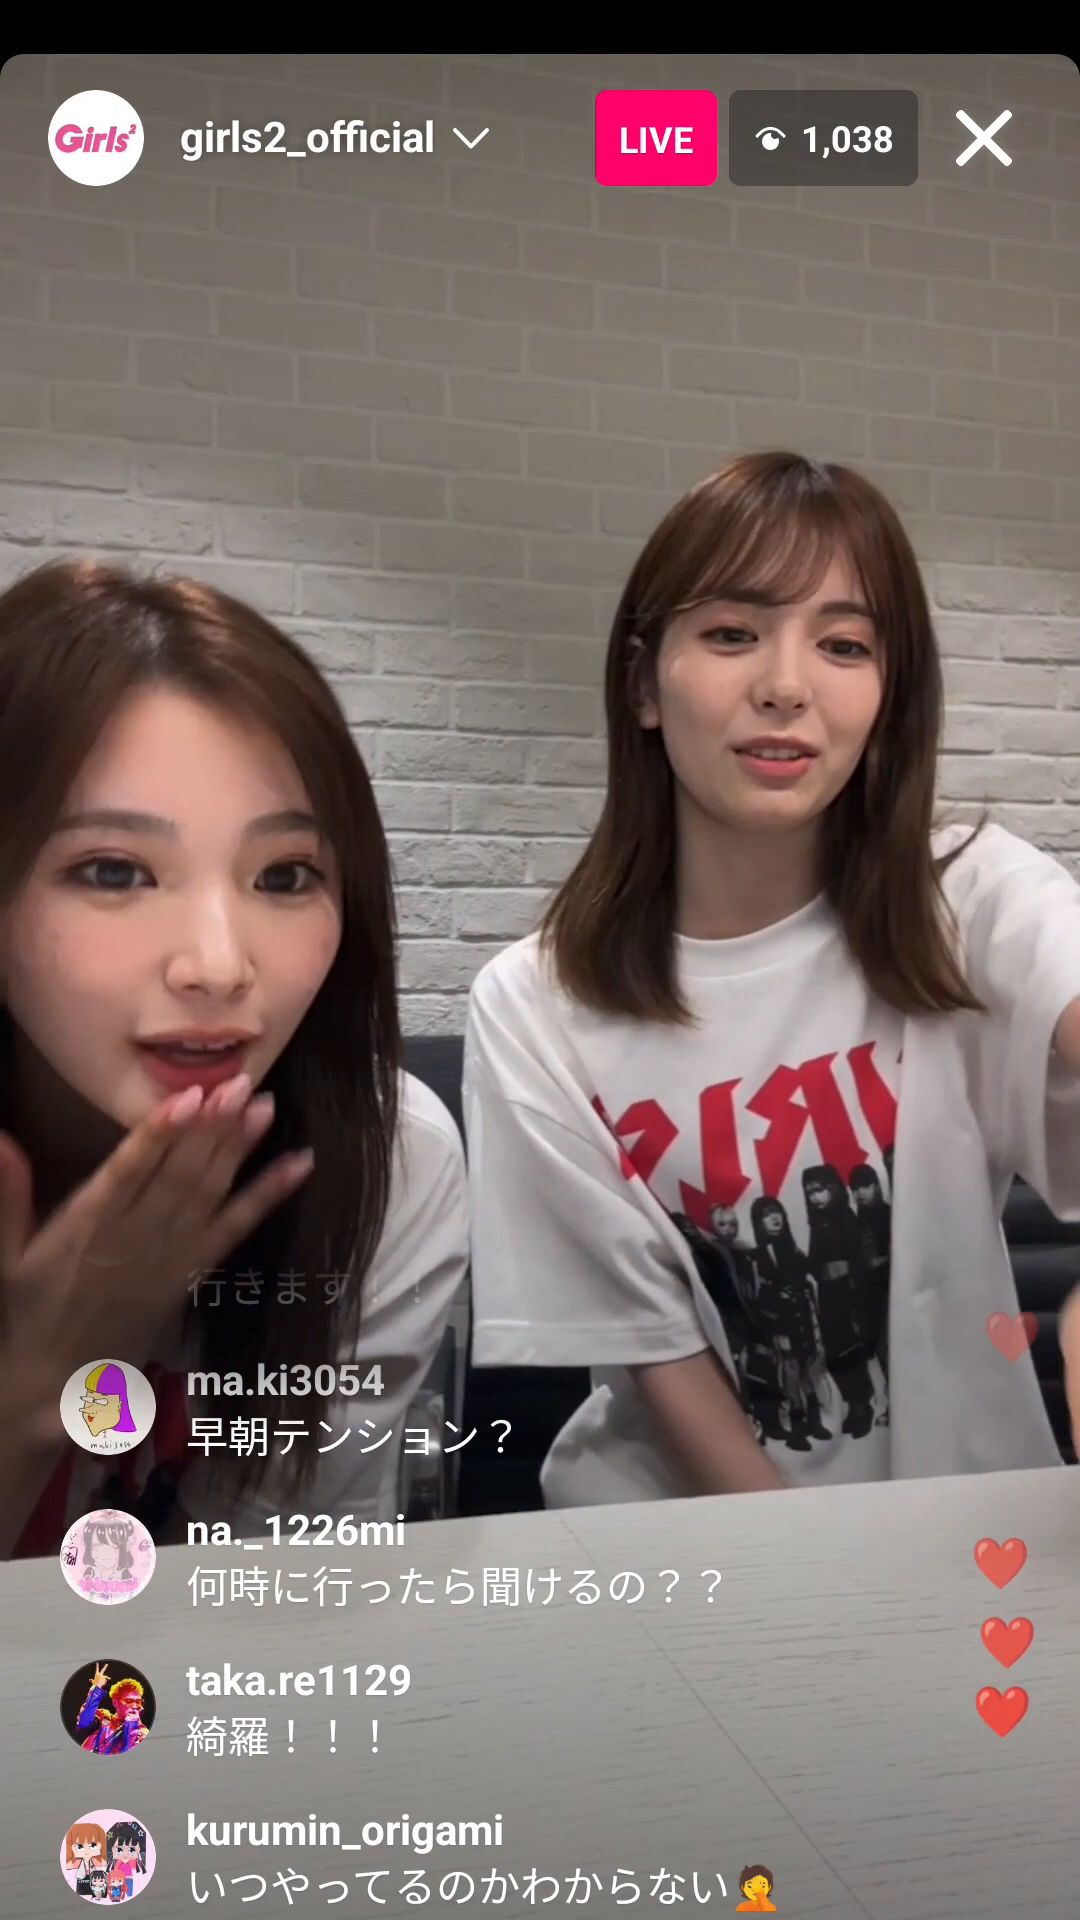 Girls²
girls2_official
LIVE
1,038
行きます！！
ma.ki3054
早朝テンション？
na._1226mi
何時に行ったら聞けるの？？
taka.re1129
綺羅！！！
kurumin_origami
いつやってるのかわからない🤦